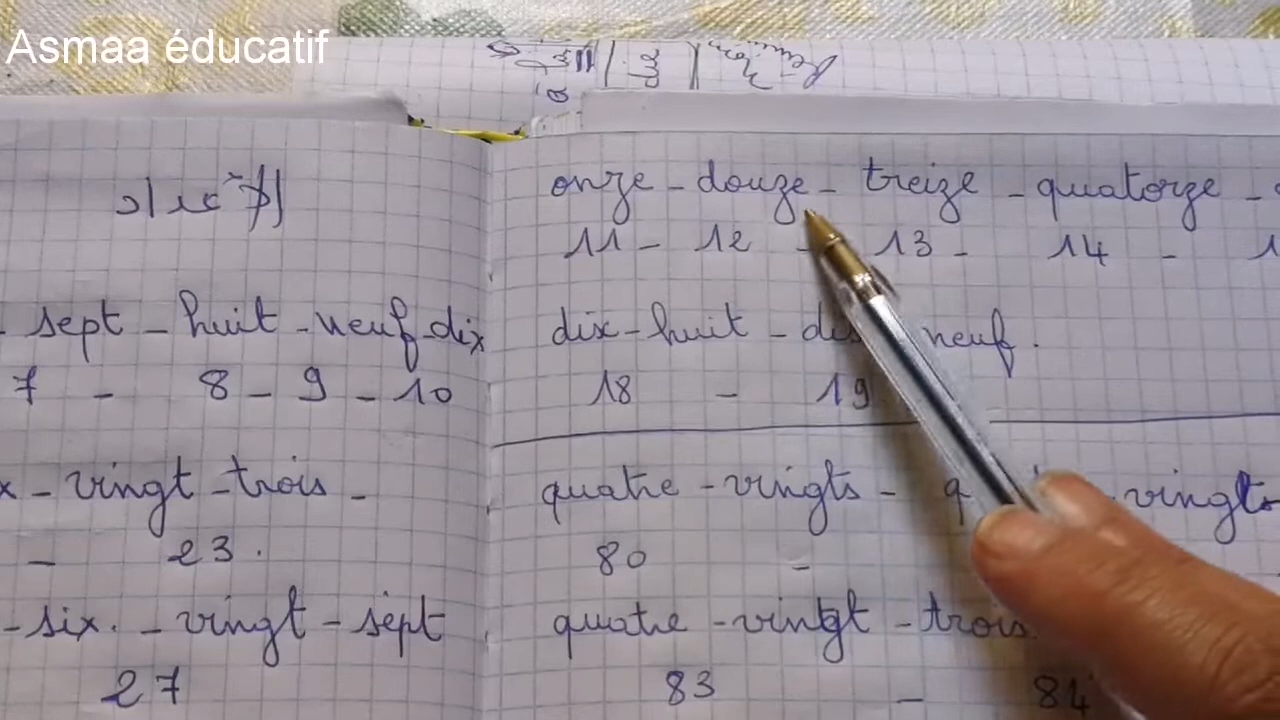 Asmaa éducatif
sept - huit - neuf - dix
7 - 8 - 9 - 10
- vingt - trois -
- 23.
- six. - vingt - sept
27
onze - douze - treize - quatorze -
11 - 12 - 13 - 14 -
dix - huit - neuf.
18 - 19
quatre - vingts - vingts
80 -
quatre - vingt - trois
83 - 84